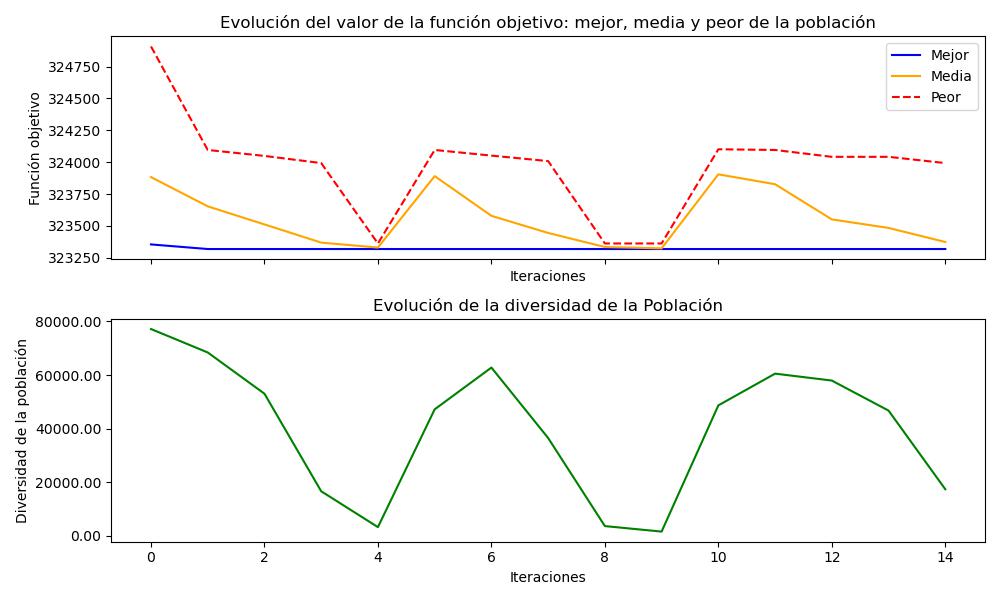 Evolución del valor de la función objetivo: mejor, media y peor de la población
Función objetivo
324750
324500
324250
324000
323750
323500
323250
Mejor
Media
Peor
Iteraciones
Evolución de la diversidad de la Población
Diversidad de la población
80000.00
60000.00
40000.00
20000.00
0.00
0 2 4 6 8 10 12 14
Iteraciones